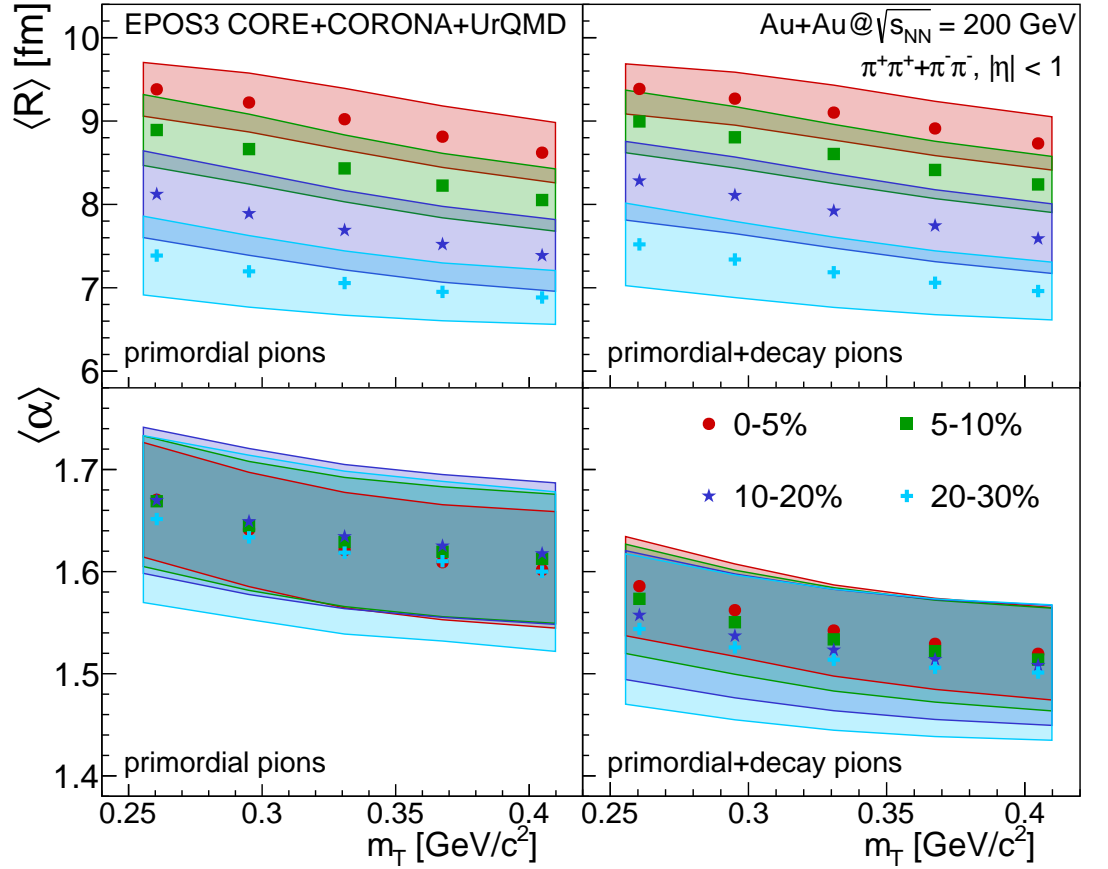 EPOS3 CORE+CORONA+UrQMD
Au+Au@√s_NN = 200 GeV
π⁺π⁺+π⁻π⁻, |η| < 1
⟨R⟩ [fm]
10
9
8
7
6
primordial pions
primordial+decay pions
⟨α⟩
1.7
1.6
1.5
1.4
0-5%
5-10%
10-20%
20-30%
primordial pions
primordial+decay pions
0.25 0.3 0.35 0.4
0.25 0.3 0.35 0.4
m_T [GeV/c²]
m_T [GeV/c²]